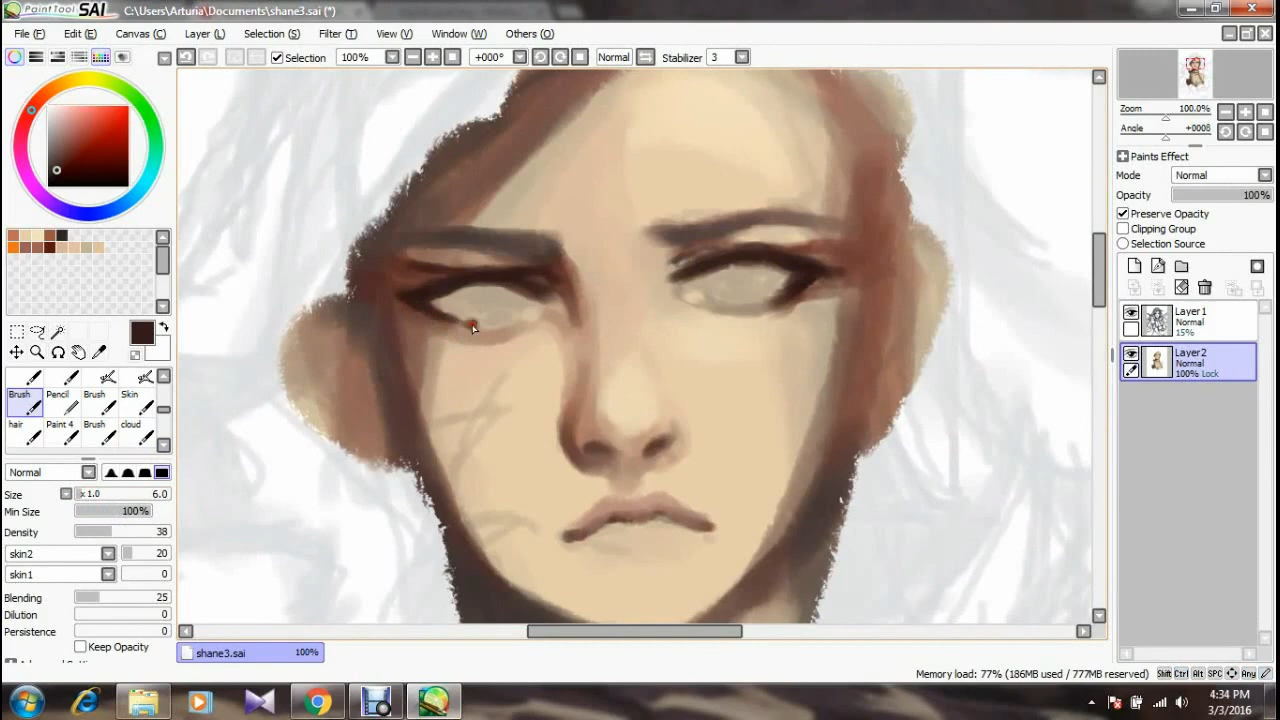 PaintTool SAI C:\Users\Arturia\Documents\shane3.sai (*)
File (F) Edit (E) Canvas (C) Layer (L) Selection (S) Filter (T) View (V) Window (W) Others (O)
Selection 100% +000° Normal Stabilizer 3
Zoom 100.0%
Angle +000°
Paints Effect
Mode Normal
Opacity 100%
Preserve Opacity
Clipping Group
Selection Source
Layer1
Normal
15%
Layer2
Normal
100% Lock
Brush Pencil Brush Skin
hair Paint 4 Brush cloud
Normal
Size x 1.0 6.0
Min Size 100%
Density 38
skin2 20
skin1 0
Blending 25
Dilution 0
Persistence 0
Keep Opacity
shane3.sai 100%
Memory load: 77% (186MB used / 777MB reserved) Shift Ctrl Alt SPC Any
4:34 PM
3/3/2016